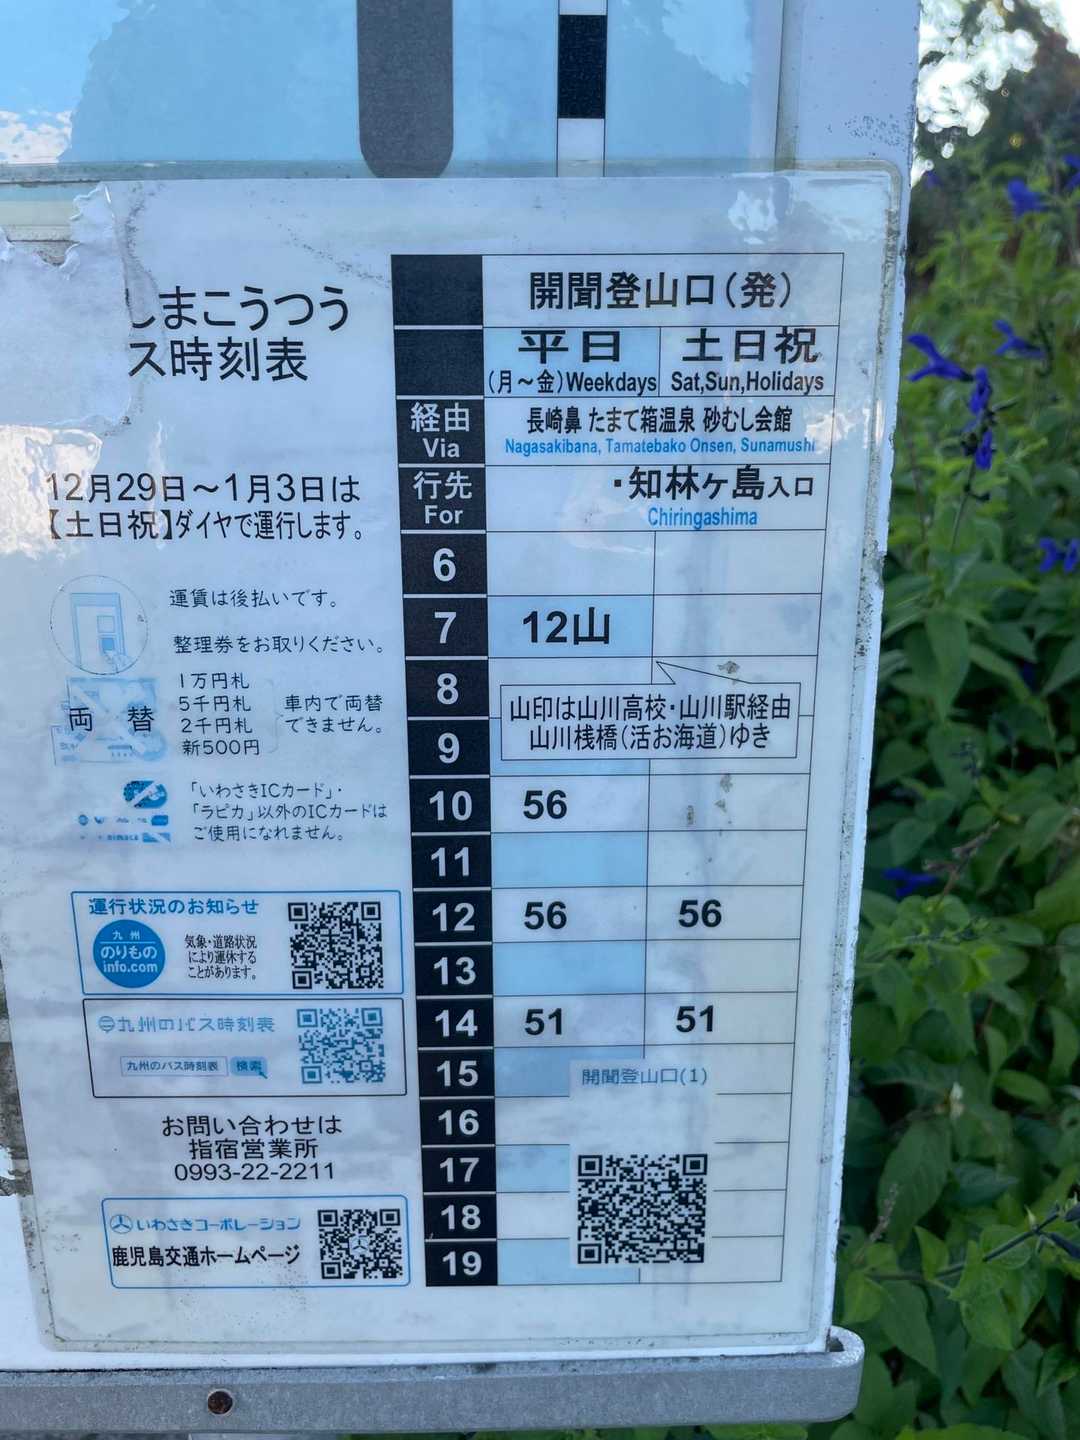 しまこうつう
ス時刻表
12月29日～1月3日は
【土日祝】ダイヤで運行します。
運賃は後払いです。
整理券をお取りください。
両替
1万円札
5千円札
2千円札
新500円
車内で両替
できません。
「いわさきICカード」・
「ラピカ」以外のICカードは
ご使用になれません。
運行状況のお知らせ
九州
のりもの
info.com
気象・道路状況
により運休する
ことがあります。
九州のバス時刻表
九州のバス時刻表 検索
お問い合わせは
指宿営業所
0993-22-2211
いわさきコーポレーション
鹿児島交通ホームページ
開聞登山口（発）
平日 土日祝
(月～金)Weekdays Sat,Sun,Holidays
経由 長崎鼻 たまて箱温泉 砂むし会館
Via Nagasakibana, Tamatebako Onsen, Sunamushi
行先 ・知林ケ島入口
For Chiringashima
6
7 12山
8
山印は山川高校・山川駅経由
山川桟橋（活お海道）ゆき
9
10 56
11
12 56 56
13
14 51 51
15
開聞登山口(1)
16
17
18
19